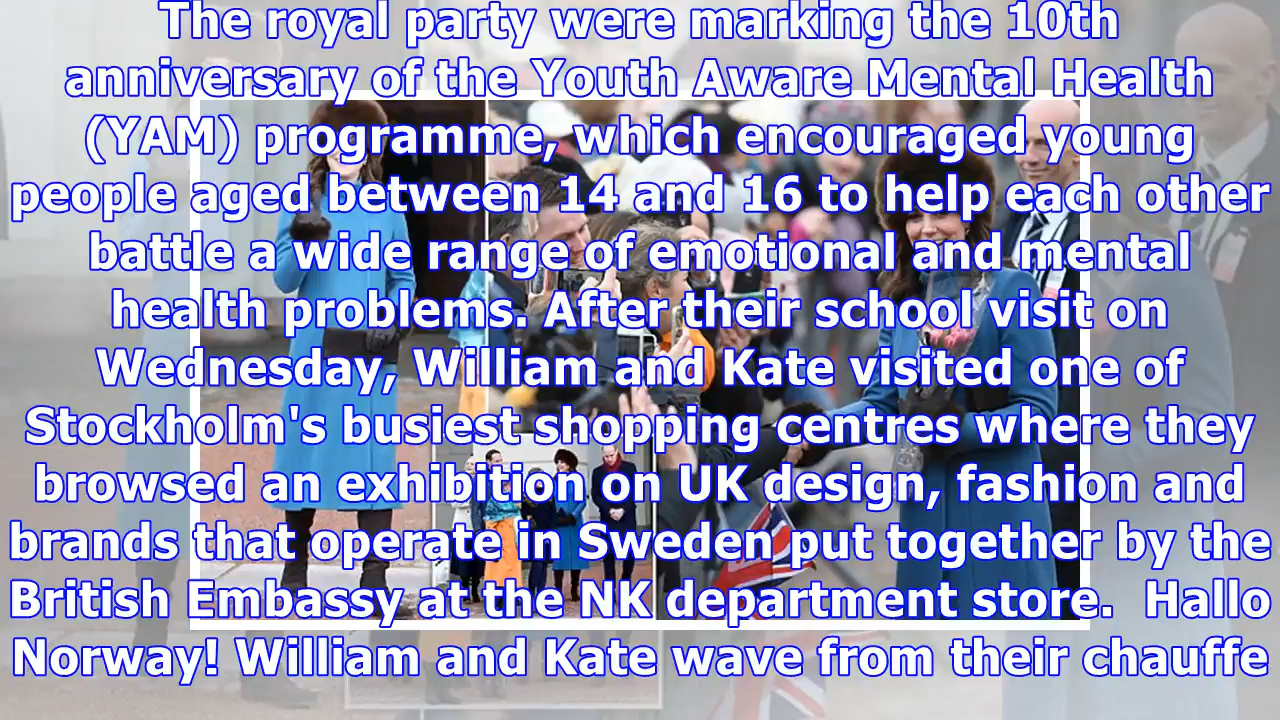 The royal party were marking the 10th
anniversary of the Youth Aware Mental Health
(YAM) programme, which encouraged young
people aged between 14 and 16 to help each other
battle a wide range of emotional and mental
health problems. After their school visit on
Wednesday, William and Kate visited one of
Stockholm's busiest shopping centres where they
browsed an exhibition on UK design, fashion and
brands that operate in Sweden put together by the
British Embassy at the NK department store.  Hallo
Norway! William and Kate wave from their chauffe